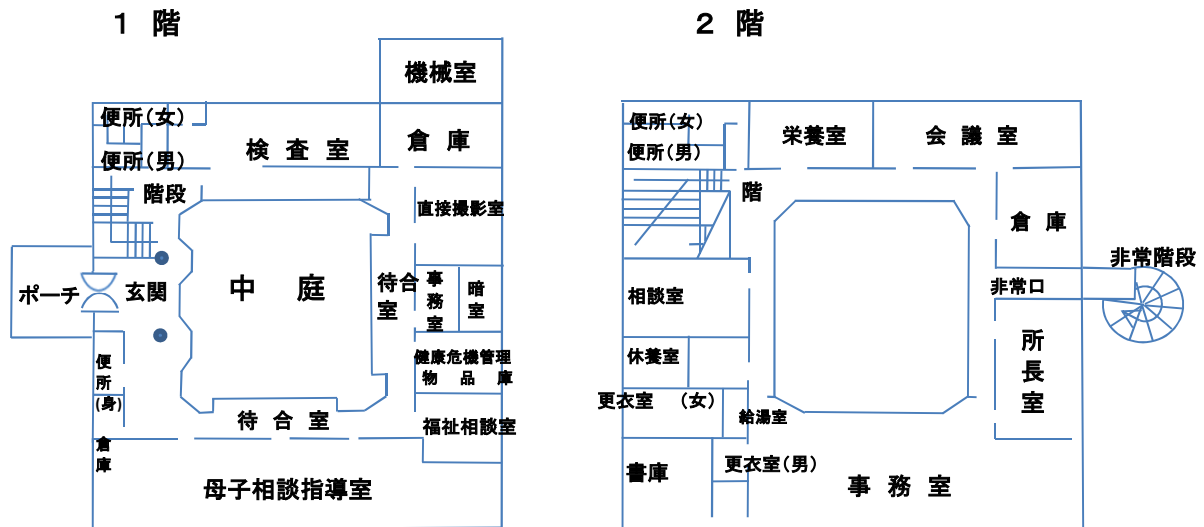 １ 階
機械室
便所（女）
便所（男）
検 査 室
倉 庫
階段
直接撮影室
中 庭
待合室
事務室
暗室
ポーチ
玄関
健康危機管理
物 品 庫
便所(身)
待 合 室
福祉相談室
倉庫
母子相談指導室
２ 階
便所（女）
便所（男）
栄養室
会 議 室
階
倉 庫
非常階段
非常口
相談室
所長室
休養室
更衣室 （女）
給湯室
書庫
更衣室（男）
事 務 室